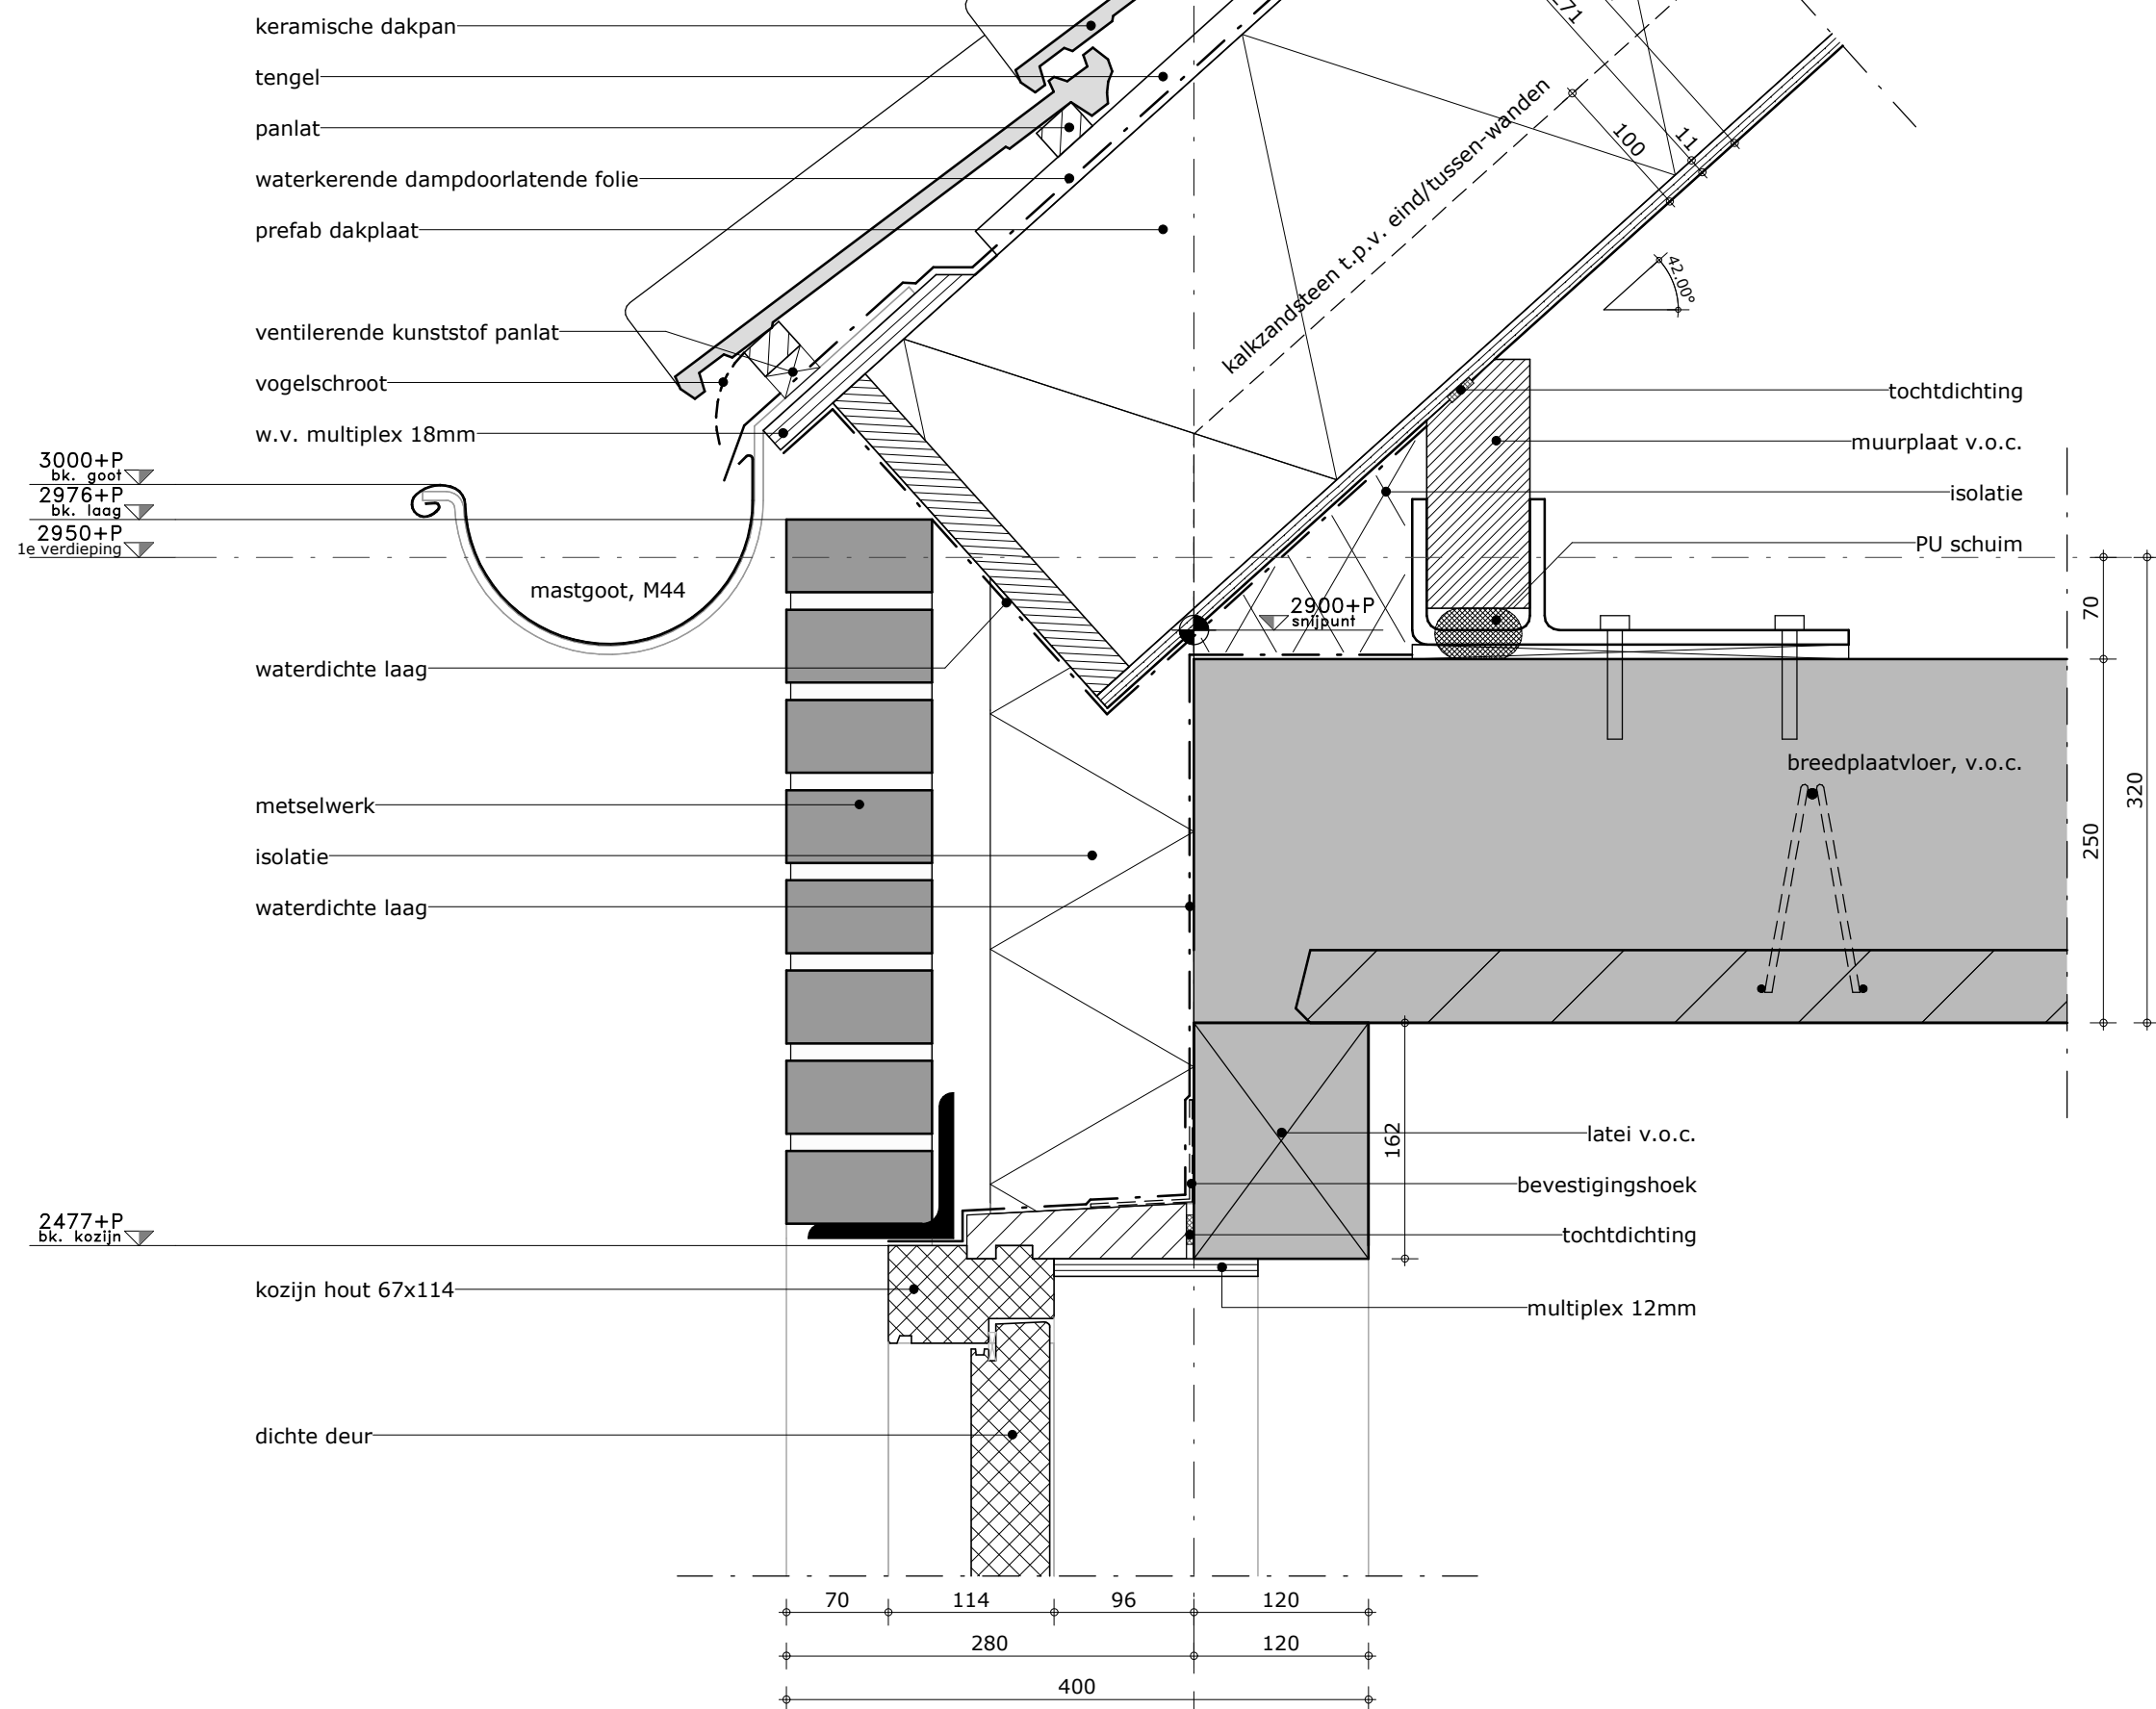 keramische dakpan
tengel
panlat
waterkerende dampdoorlatende folie
prefab dakplaat
ventilerende kunststof panlat
vogelschroot
w.v. multiplex 18mm
3000+P
bk. goot
2976+P
bk. laag
2950+P
1e verdieping
mastgoot, M44
waterdichte laag
metselwerk
isolatie
waterdichte laag
2477+P
bk. kozijn
kozijn hout 67x114
dichte deur
kalkzandsteen t.p.v. eind/tussen-wanden
271
100
11
42.00°
tochtdichting
muurplaat v.o.c.
isolatie
PU schuim
2900+P
snijpunt
breedplaatvloer, v.o.c.
70
250
320
162
latei v.o.c.
bevestigingshoek
tochtdichting
multiplex 12mm
70 114 96 120
280 120
400